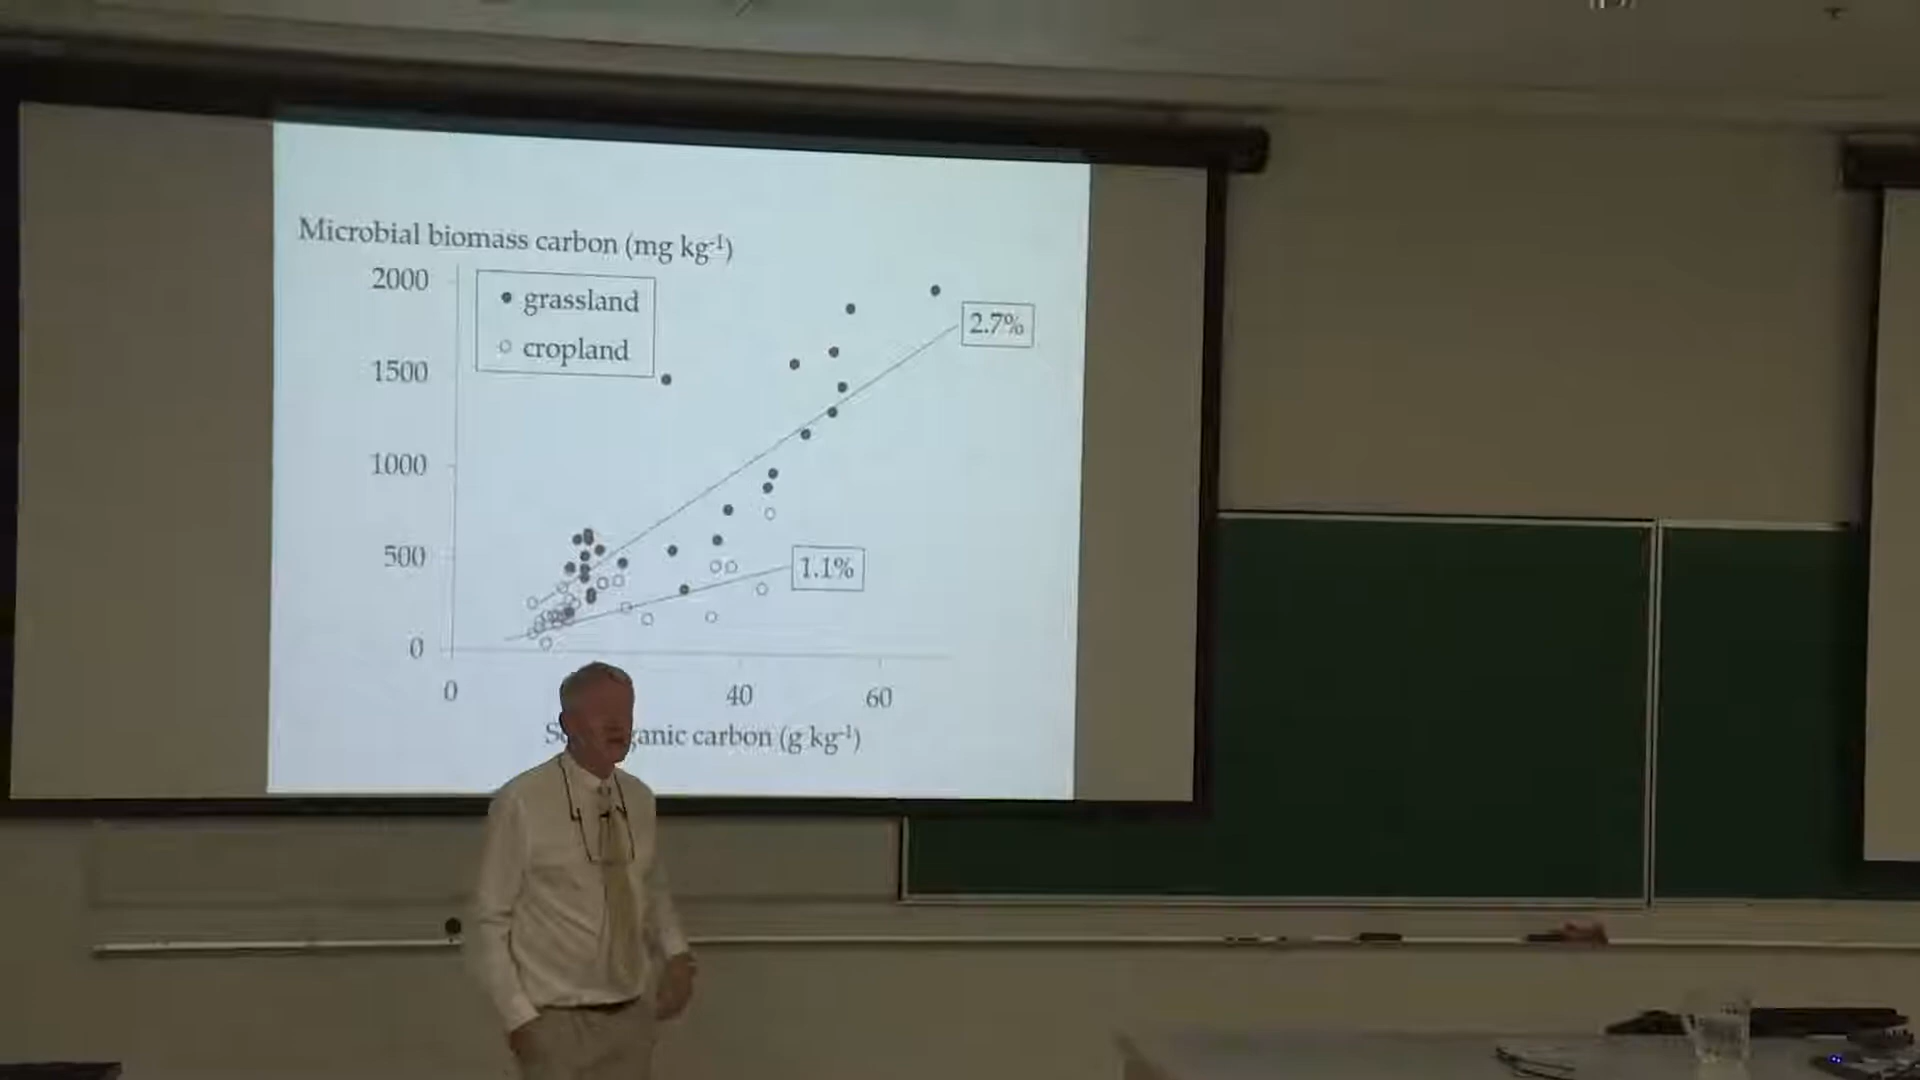 Microbial biomass carbon (mg kg⁻¹)
2000
grassland
cropland
2.7%
1500
1000
500
1.1%
0
0
40
60
carbon (g kg⁻¹)